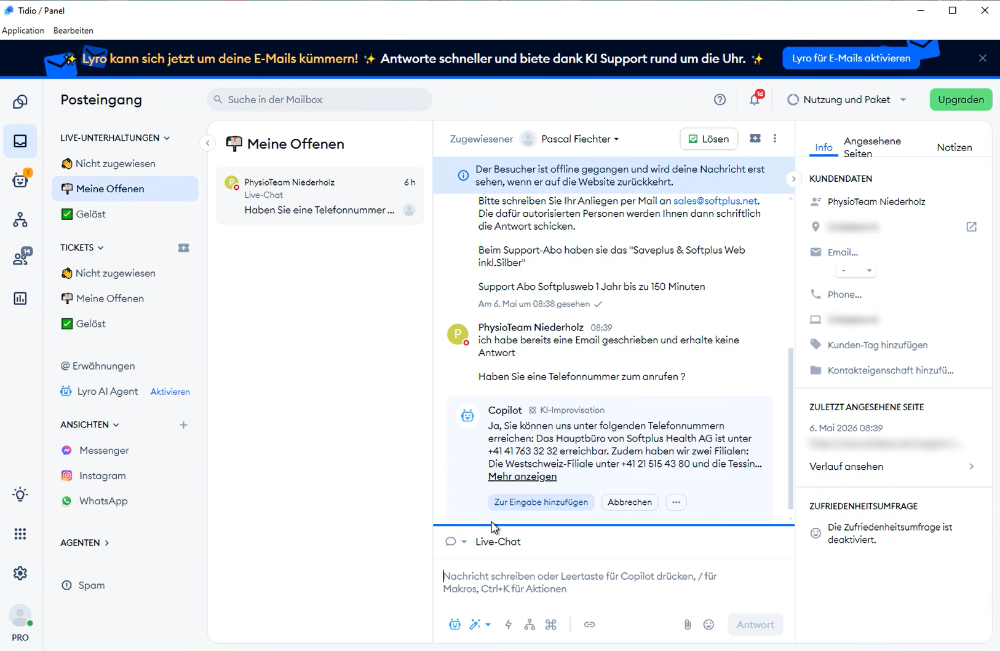 Tidio / Panel
Application Bearbeiten
Lyro kann sich jetzt um deine E-Mails kümmern! ✨ Antworte schneller und biete dank KI Support rund um die Uhr. ✨
Lyro für E-Mails aktivieren
Posteingang
Suche in der Mailbox
16
Nutzung und Paket
Upgraden
LIVE-UNTERHALTUNGEN
Nicht zugewiesen
Meine Offenen
Gelöst
TICKETS
Nicht zugewiesen
Meine Offenen
Gelöst
@ Erwähnungen
Lyro AI Agent Aktivieren
ANSICHTEN
Messenger
Instagram
WhatsApp
AGENTEN
Spam
1
14
PRO
Meine Offenen
P PhysioTeam Niederholz 6 h
Live-Chat
Haben Sie eine Telefonnummer ...
Zugewiesener Pascal Fiechter
Lösen
Der Besucher ist offline gegangen und wird deine Nachricht erst
sehen, wenn er auf die Website zurückkehrt.
Bitte schreiben Sie Ihr Anliegen per Mail an sales@softplus.net.
Die dafür autorisierten Personen werden Ihnen dann schriftlich
die Antwort schicken.
Beim Support-Abo haben sie das "Saveplus & Softplus Web
inkl.Silber"
Support Abo Softplusweb 1 Jahr bis zu 150 Minuten
Am 6. Mai um 08:38 gesehen
P PhysioTeam Niederholz 08:39
ich habe bereits eine Email geschrieben und erhalte keine
Antwort
Haben Sie eine Telefonnummer zum anrufen ?
Copilot KI-Improvisation
Ja, Sie können uns unter folgenden Telefonnummern
erreichen: Das Hauptbüro von Softplus Health AG ist unter
+41 41 763 32 32 erreichbar. Zudem haben wir zwei Filialen:
Die Westschweiz-Filiale unter +41 21 515 43 80 und die Tessin...
Mehr anzeigen
Zur Eingabe hinzufügen Abbrechen ...
Live-Chat
Nachricht schreiben oder Leertaste für Copilot drücken, / für
Makros, Ctrl+K für Aktionen
Antwort
Info
Angesehene
Seiten
Notizen
KUNDENDATEN
PhysioTeam Niederholz
Email...
-
Phone...
Kunden-Tag hinzufügen
Kontakteigenschaft hinzufü...
ZULETZT ANGESEHENE SEITE
6. Mai 2026 08:39
Verlauf ansehen
ZUFRIEDENHEITSUMFRAGE
Die Zufriedenheitsumfrage ist
deaktiviert.